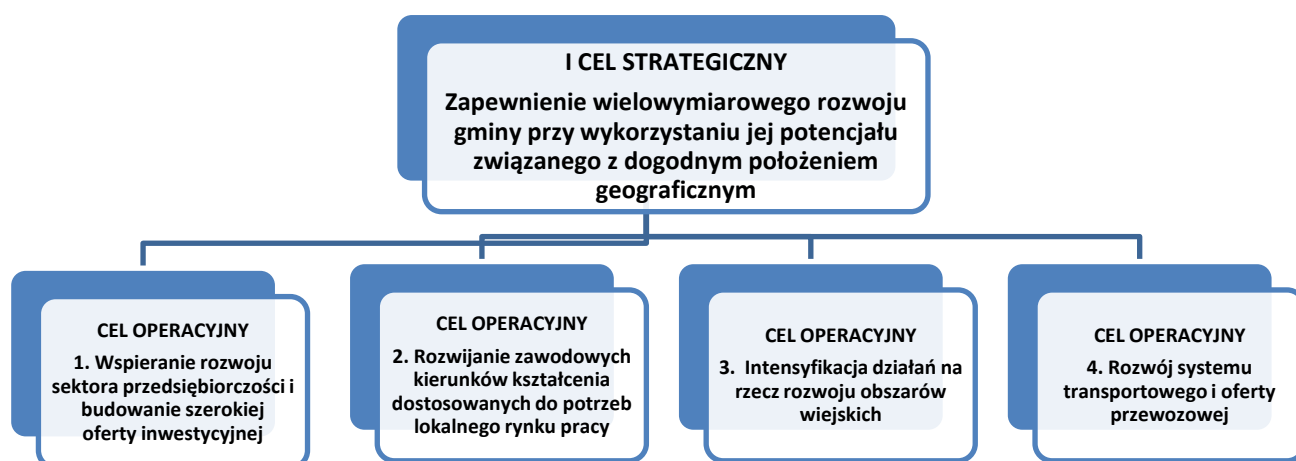 I CEL STRATEGICZNY
Zapewnienie wielowymiarowego rozwoju
gminy przy wykorzystaniu jej potencjału
związanego z dogodnym położeniem
geograficznym
CEL OPERACYJNY
1. Wspieranie rozwoju
sektora przedsiębiorczości i
budowanie szerokiej
oferty inwestycyjnej
CEL OPERACYJNY
2. Rozwijanie zawodowych
kierunków kształcenia
dostosowanych do potrzeb
lokalnego rynku pracy
CEL OPERACYJNY
3. Intensyfikacja działań na
rzecz rozwoju obszarów
wiejskich
CEL OPERACYJNY
4. Rozwój systemu
transportowego i oferty
przewozowej